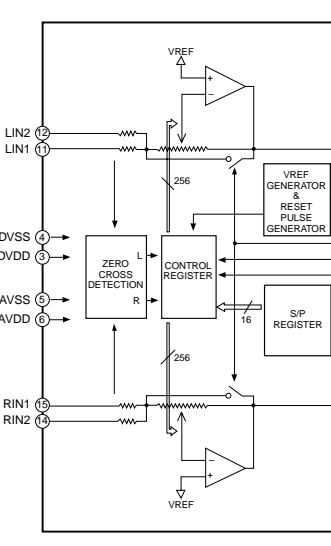 VREF
+
–
LIN2 12
LIN1 11
256
VREF
GENERATOR
&
RESET
PULSE
GENERATOR
DVSS 4
DVDD 3
ZERO
CROSS
DETECTION
L
R
CONTROL
REGISTER
AVSS 5
AVDD 6
16
S/P
REGISTER
256
RIN1 15
RIN2 14
–
+
VREF